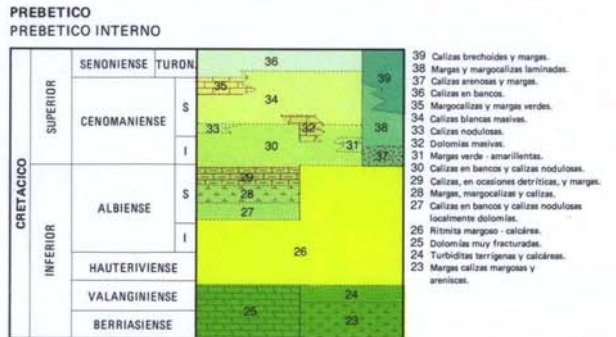 PREBETICO
PREBETICO INTERNO
CRETACICO
SUPERIOR
INFERIOR
SENONIENSE TURON.
CENOMANIENSE
S
I
ALBIENSE
S
I
HAUTERIVIENSE
VALANGINIENSE
BERRIASIENSE
36
35
39
34
33
32
38
30
31
37
29
28
27
26
24
25
23
39 Calizas brechoides y margas.
38 Margas y margocalizas laminadas.
37 Calizas arenosas y margas.
36 Calizas en bancos.
35 Margocalizas y margas verdes.
34 Calizas blancas masivas.
33 Calizas nodulosas.
32 Dolomias masivas.
31 Margas verde - amarillentas.
30 Calizas en bancos y calizas nodulosas.
29 Calizas, en ocasiones detríticas, y margas.
28 Margas, margocalizas y calizas.
27 Calizas en bancos y calizas nodulosas
localmente dolomías.
26 Ritmita margoso - calcárea.
25 Dolomías muy fracturadas.
24 Turbiditas terrígenas y calcáreas.
23 Margas calizas margosas y
areniscas.